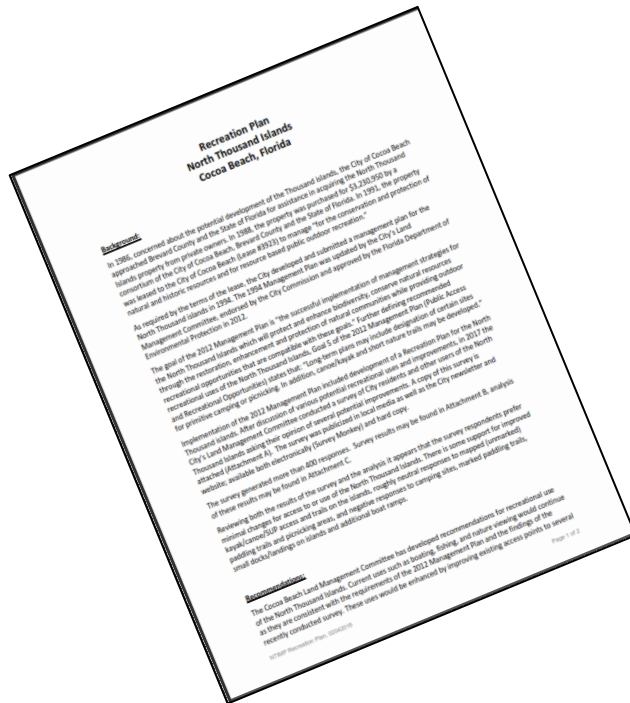 Recreation Plan
North Thousand Islands
Cocoa Beach, Florida
Background:
In 1986, concerned about the potential development of the Thousand Islands, the City of Cocoa Beach
approached Brevard County and the State of Florida for assistance in acquiring the North Thousand
Islands property from private owners. In 1988, the property was purchased for $3,230,950 by a
consortium of the City of Cocoa Beach, Brevard County and the State of Florida. In 1991, the property
was leased to the City of Cocoa Beach (Lease #3923) to manage "for the conservation and protection of
natural and historic resources and for resource based public outdoor recreation."
As required by the terms of the lease, the City developed and submitted a management plan for the
North Thousand Islands in 1994. The 1994 Management Plan was updated by the City's Land
Management Committee, endorsed by the City Commission and approved by the Florida Department of
Environmental Protection in 2012.
The goal of the 2012 Management Plan is "the successful implementation of management strategies for
the North Thousand Islands which will protect and enhance biodiversity, conserve natural resources
through the restoration, enhancement and protection of natural communities while providing outdoor
recreational opportunities that are compatible with these goals." Further defining recommended
recreational uses of the North Thousand Islands, Goal 5 of the 2012 Management Plan (Public Access
and Recreational Opportunities) states that: "Long-term plans may include designation of certain sites
for primitive camping or picnicking. In addition, canoe/kayak and short nature trails may be developed."
Implementation of the 2012 Management Plan included development of a Recreation Plan for the North
Thousand Islands. After discussion of various potential recreational uses and improvements, in 2017 the
City's Land Management Committee conducted a survey of City residents and other users of the North
Thousand Islands asking their opinion of several potential improvements. A copy of this survey is
attached (Attachment A). The survey was publicized in local media as well as the City newsletter and
website; available both electronically (Survey Monkey) and hard copy.
The survey generated more than 400 responses. Survey results may be found in Attachment B, analysis
of these results may be found in Attachment C.
Reviewing both the results of the survey and the analysis it appears that the survey respondents prefer
minimal changes for access to or use of the North Thousand Islands. There is some support for improved
kayak/canoe/SUP access and trails on the islands, roughly neutral responses to mapped (unmarked)
paddling trails and picnicking areas, and negative responses to camping sites, marked paddling trails,
small docks/landings on islands and additional boat ramps.
Recommendations:
The Cocoa Beach Land Management Committee has developed recommendations for recreational use
of the North Thousand Islands. Current uses such as boating, fishing, and nature viewing would continue
as they are consistent with the requirements of the 2012 Management Plan and the findings of the
recently conducted survey. These uses would be enhanced by improving existing access points to several
Page 1 of 2